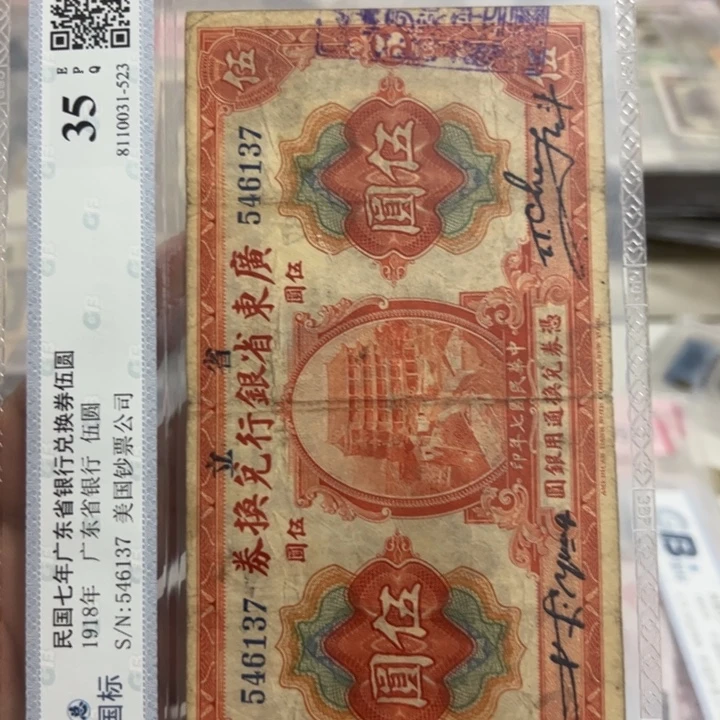 民国七年广东省银行兑换券伍圆
1918年 广东省银行 伍圆
S/N:546137 美国钞票公司
35
E
P
Q
8110031-523
国标
伍
伍
546137
546137
廣東省銀行兌換券
省
立
伍圓
伍圓
伍圓
伍圓
中華民國七年印
憑券兌換通用銀圓
AMERICAN BANK NOTE COMPANY, NEW YORK.